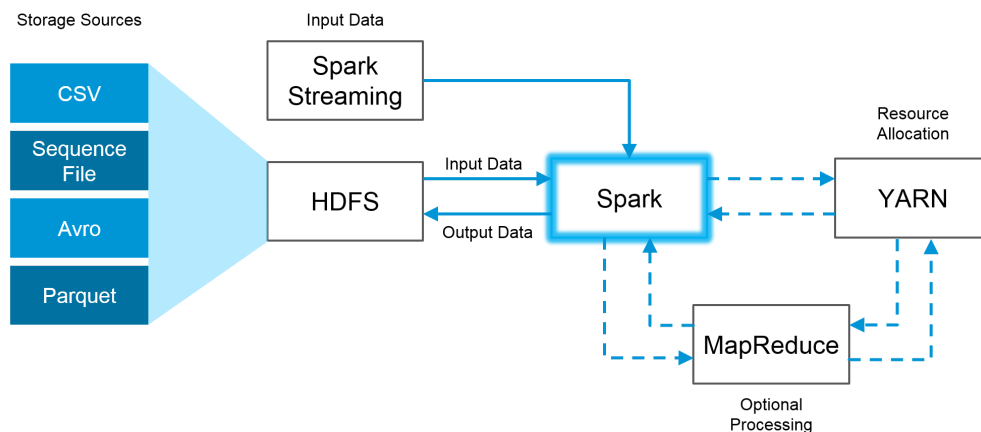 Storage Sources
Input Data
CSV
Sequence
File
Avro
Parquet
Spark
Streaming
HDFS
Input Data
Output Data
Spark
Resource
Allocation
YARN
MapReduce
Optional
Processing